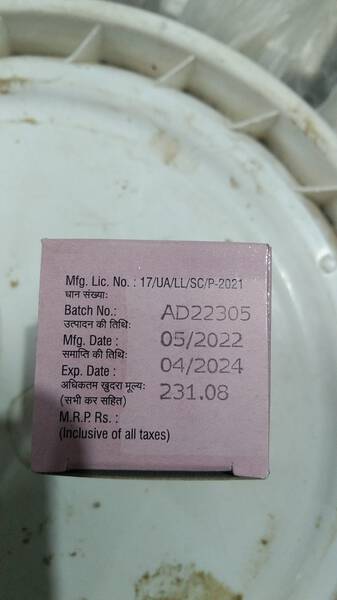 Mfg. Lic. No. : 17/UA/LL/SC/P-2021
धान संख्याः
Batch No.: AD22305
उत्पादन की तिथिः
Mfg. Date : 05/2022
समाप्ति की तिथिः
Exp. Date : 04/2024
अधिकतम खुदरा मूल्यः 231.08
(सभी कर सहित)
M.R.P. Rs. :
(Inclusive of all taxes)